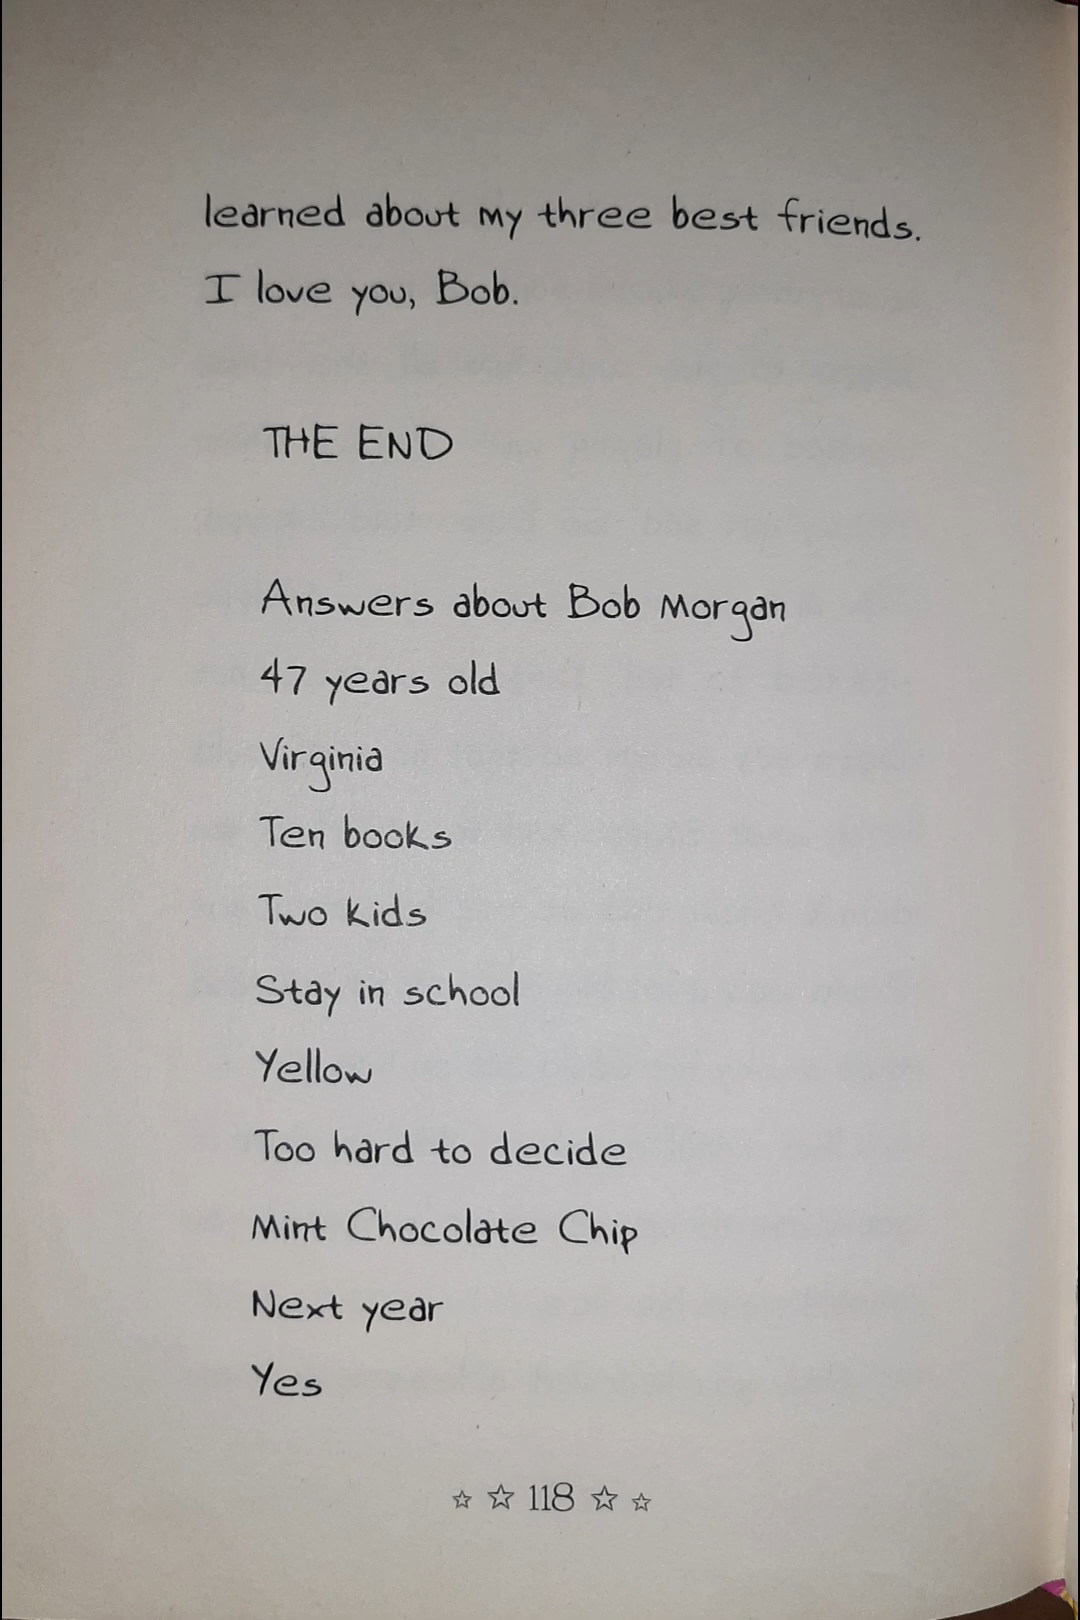 learned about my three best friends.
I love you, Bob.
THE END
Answers about Bob Morgan
47 years old
Virginia
Ten books
Two kids
Stay in school
Yellow
Too hard to decide
Mint Chocolate Chip
Next year
Yes
☆ ☆ 118 ☆ ☆